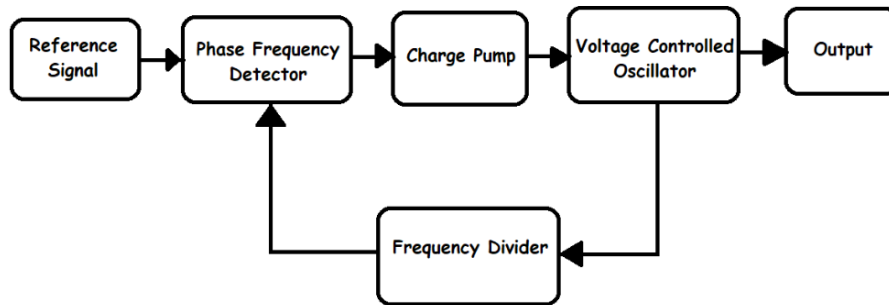 Reference
Signal
Phase Frequency
Detector
Charge Pump
Voltage Controlled
Oscillator
Output
Frequency Divider